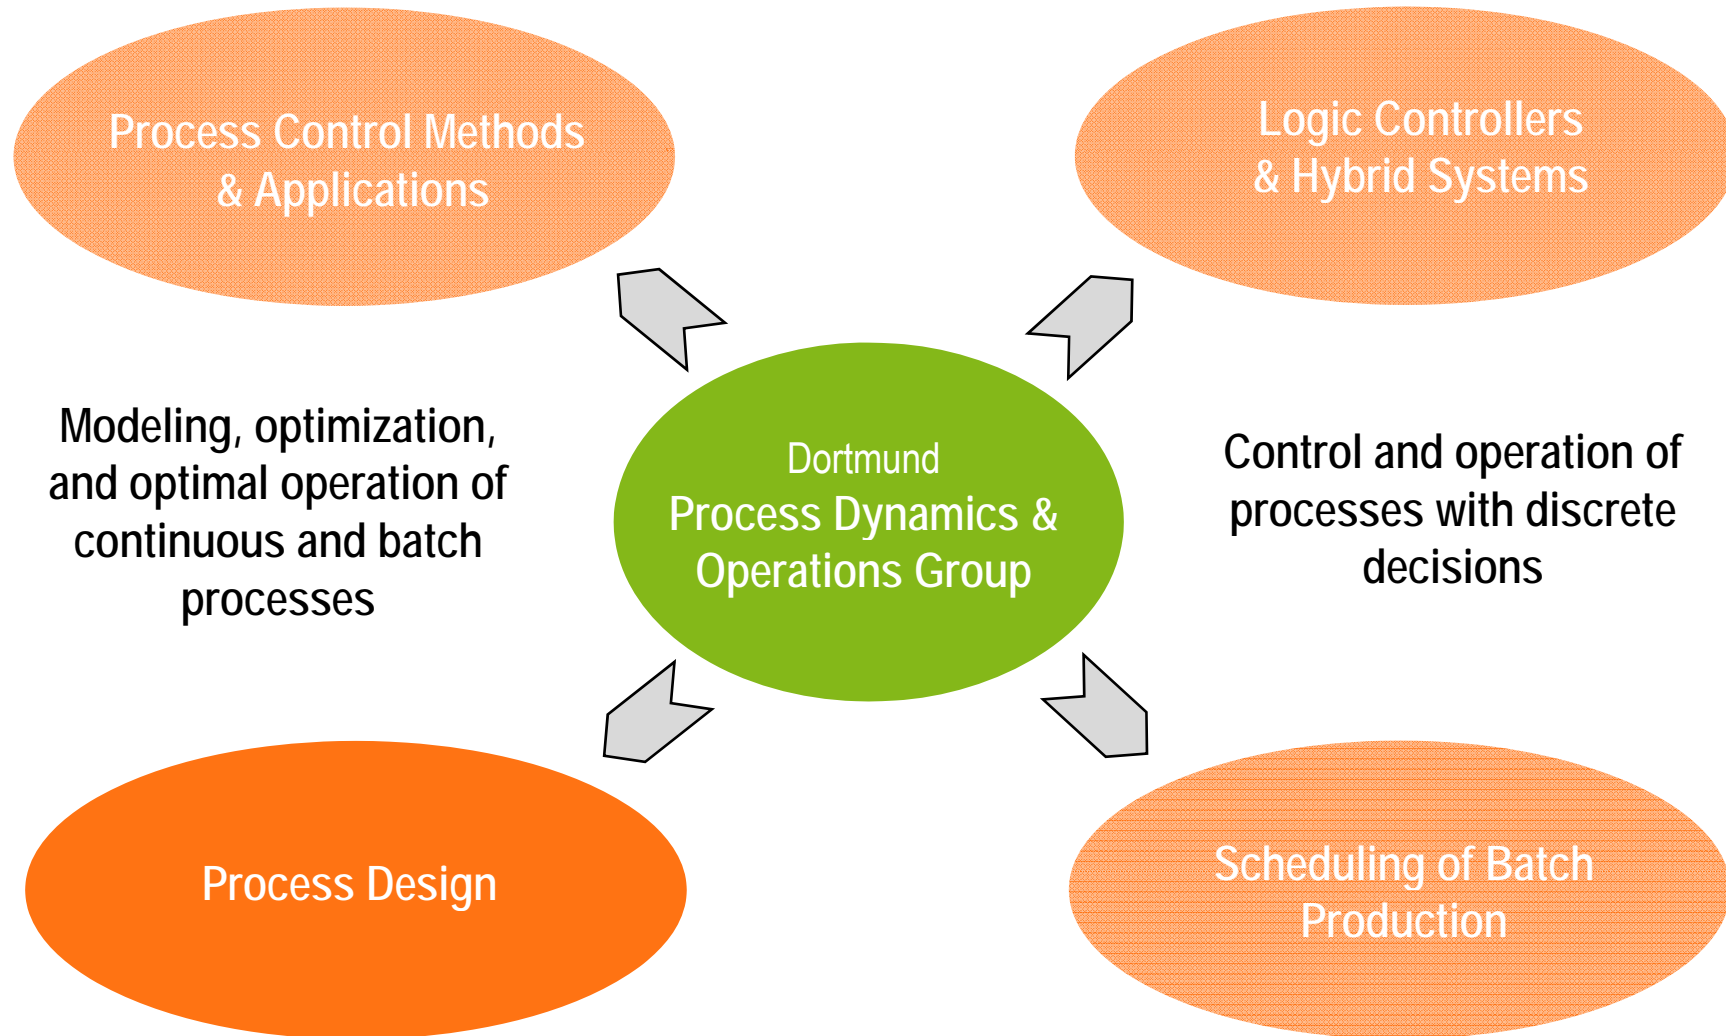 Process Control Methods
& Applications
Logic Controllers
& Hybrid Systems
Modeling, optimization,
and optimal operation of
continuous and batch
processes
Dortmund
Process Dynamics &
Operations Group
Control and operation of
processes with discrete
decisions
Process Design
Scheduling of Batch
Production